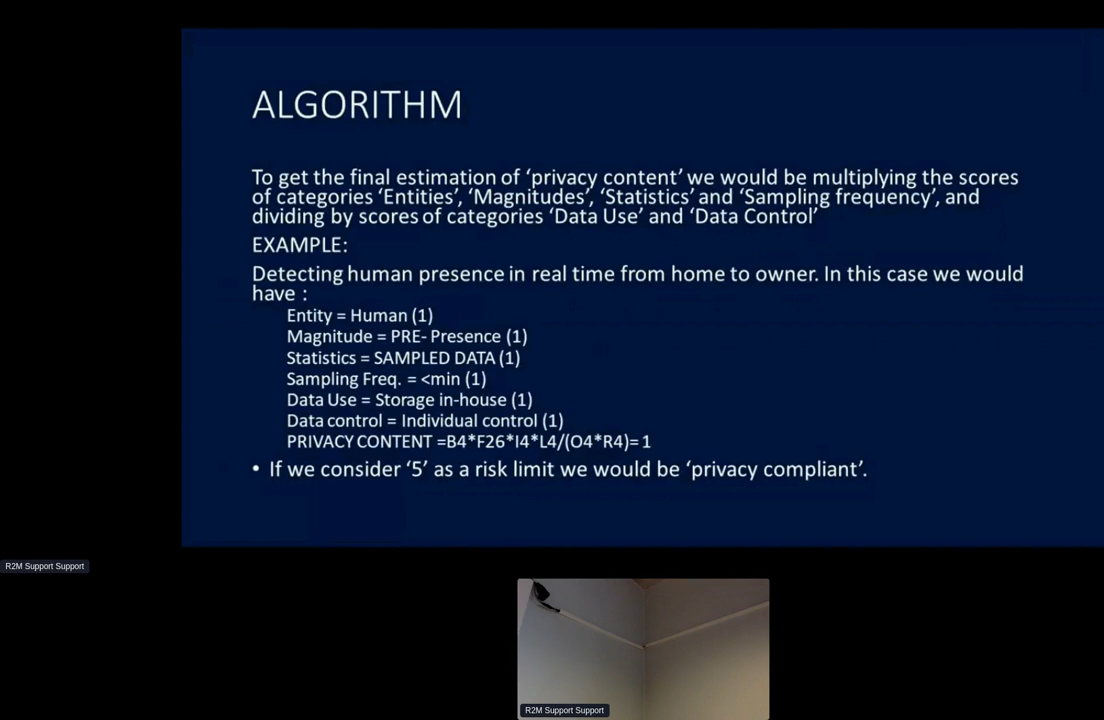 ALGORITHM
To get the final estimation of ‘privacy content’ we would be multiplying the scores
of categories ‘Entities’, ‘Magnitudes’, ‘Statistics’ and ‘Sampling frequency’, and
dividing by scores of categories ‘Data Use’ and ‘Data Control’
EXAMPLE:
Detecting human presence in real time from home to owner. In this case we would
have :
Entity = Human (1)
Magnitude = PRE- Presence (1)
Statistics = SAMPLED DATA (1)
Sampling Freq. = <min (1)
Data Use = Storage in-house (1)
Data control = Individual control (1)
PRIVACY CONTENT =B4*F26*I4*L4/(O4*R4)= 1
• If we consider ‘5’ as a risk limit we would be ‘privacy compliant’.
R2M Support Support
R2M Support Support